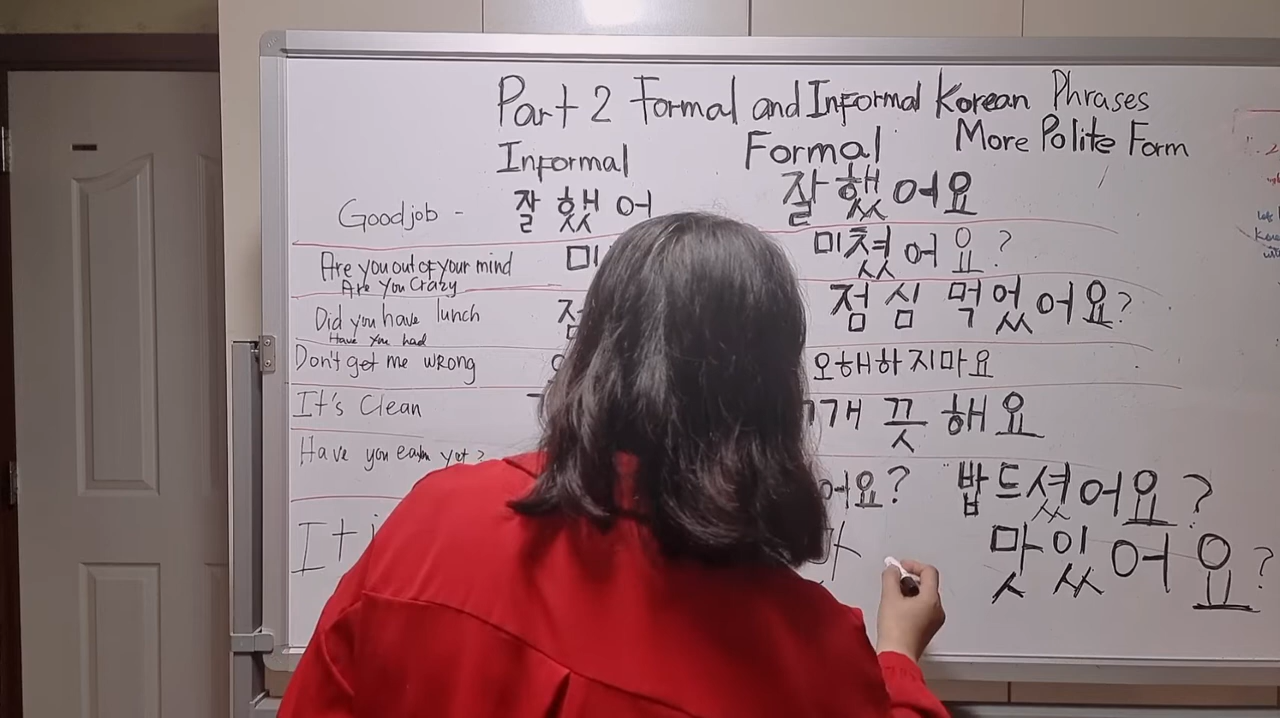 Part 2 Formal and Informal Korean Phrases
Informal Formal More Polite Form
Good job - 잘 했어 잘했어요
Are you out of your mind 미쳤어요?
Are You Crazy
Did you have lunch 점심 먹었어요?
Have You had
Don't get me wrong 오해하지마요
It's Clean 끗해요
Have you yet? 어요? 밥드셨어요?
It 맛있어요?